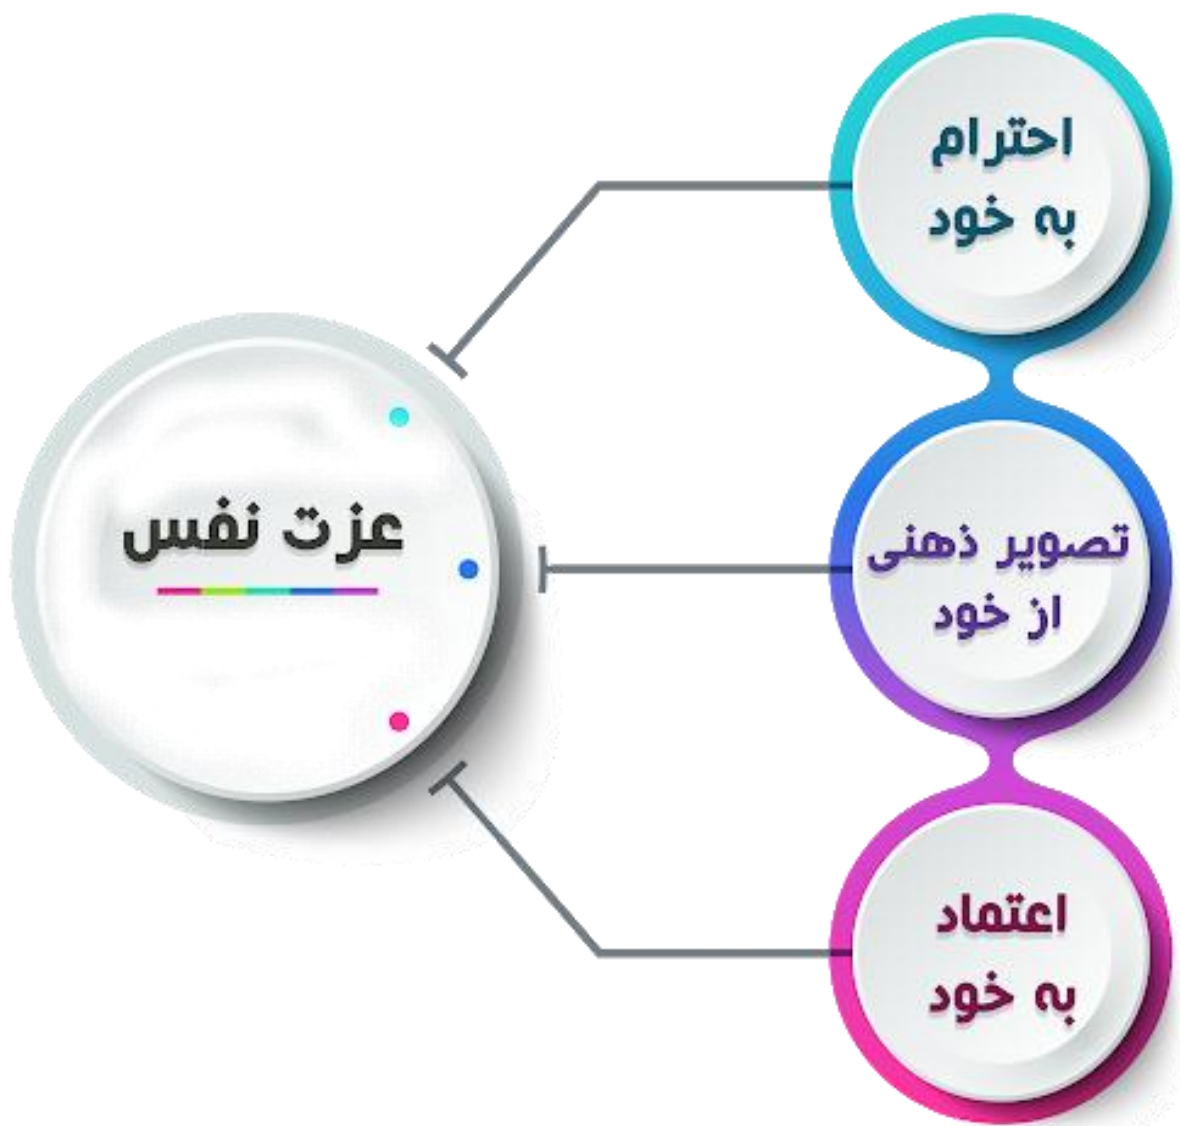 احترام
به خود
عزت نفس
تصویر ذهنی
از خود
اعتماد
به خود